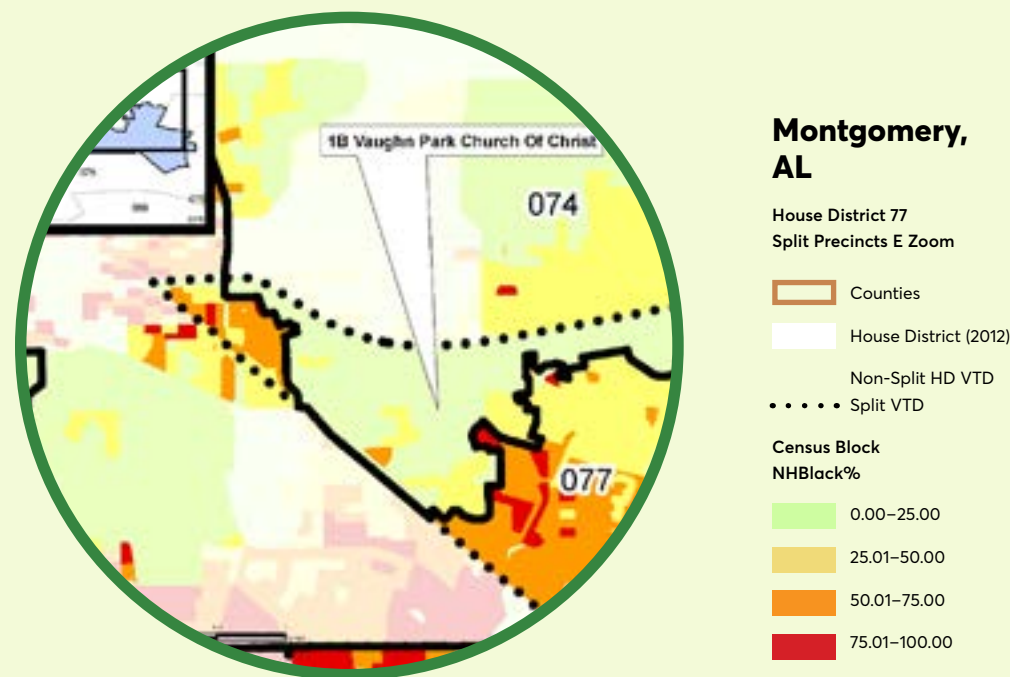 1B Vaughn Park Church Of Christ
074
077
Montgomery,
AL
House District 77
Split Precincts E Zoom
Counties
House District (2012)
Non-Split HD VTD
Split VTD
Census Block
NHBlack%
0.00–25.00
25.01–50.00
50.01–75.00
75.01–100.00